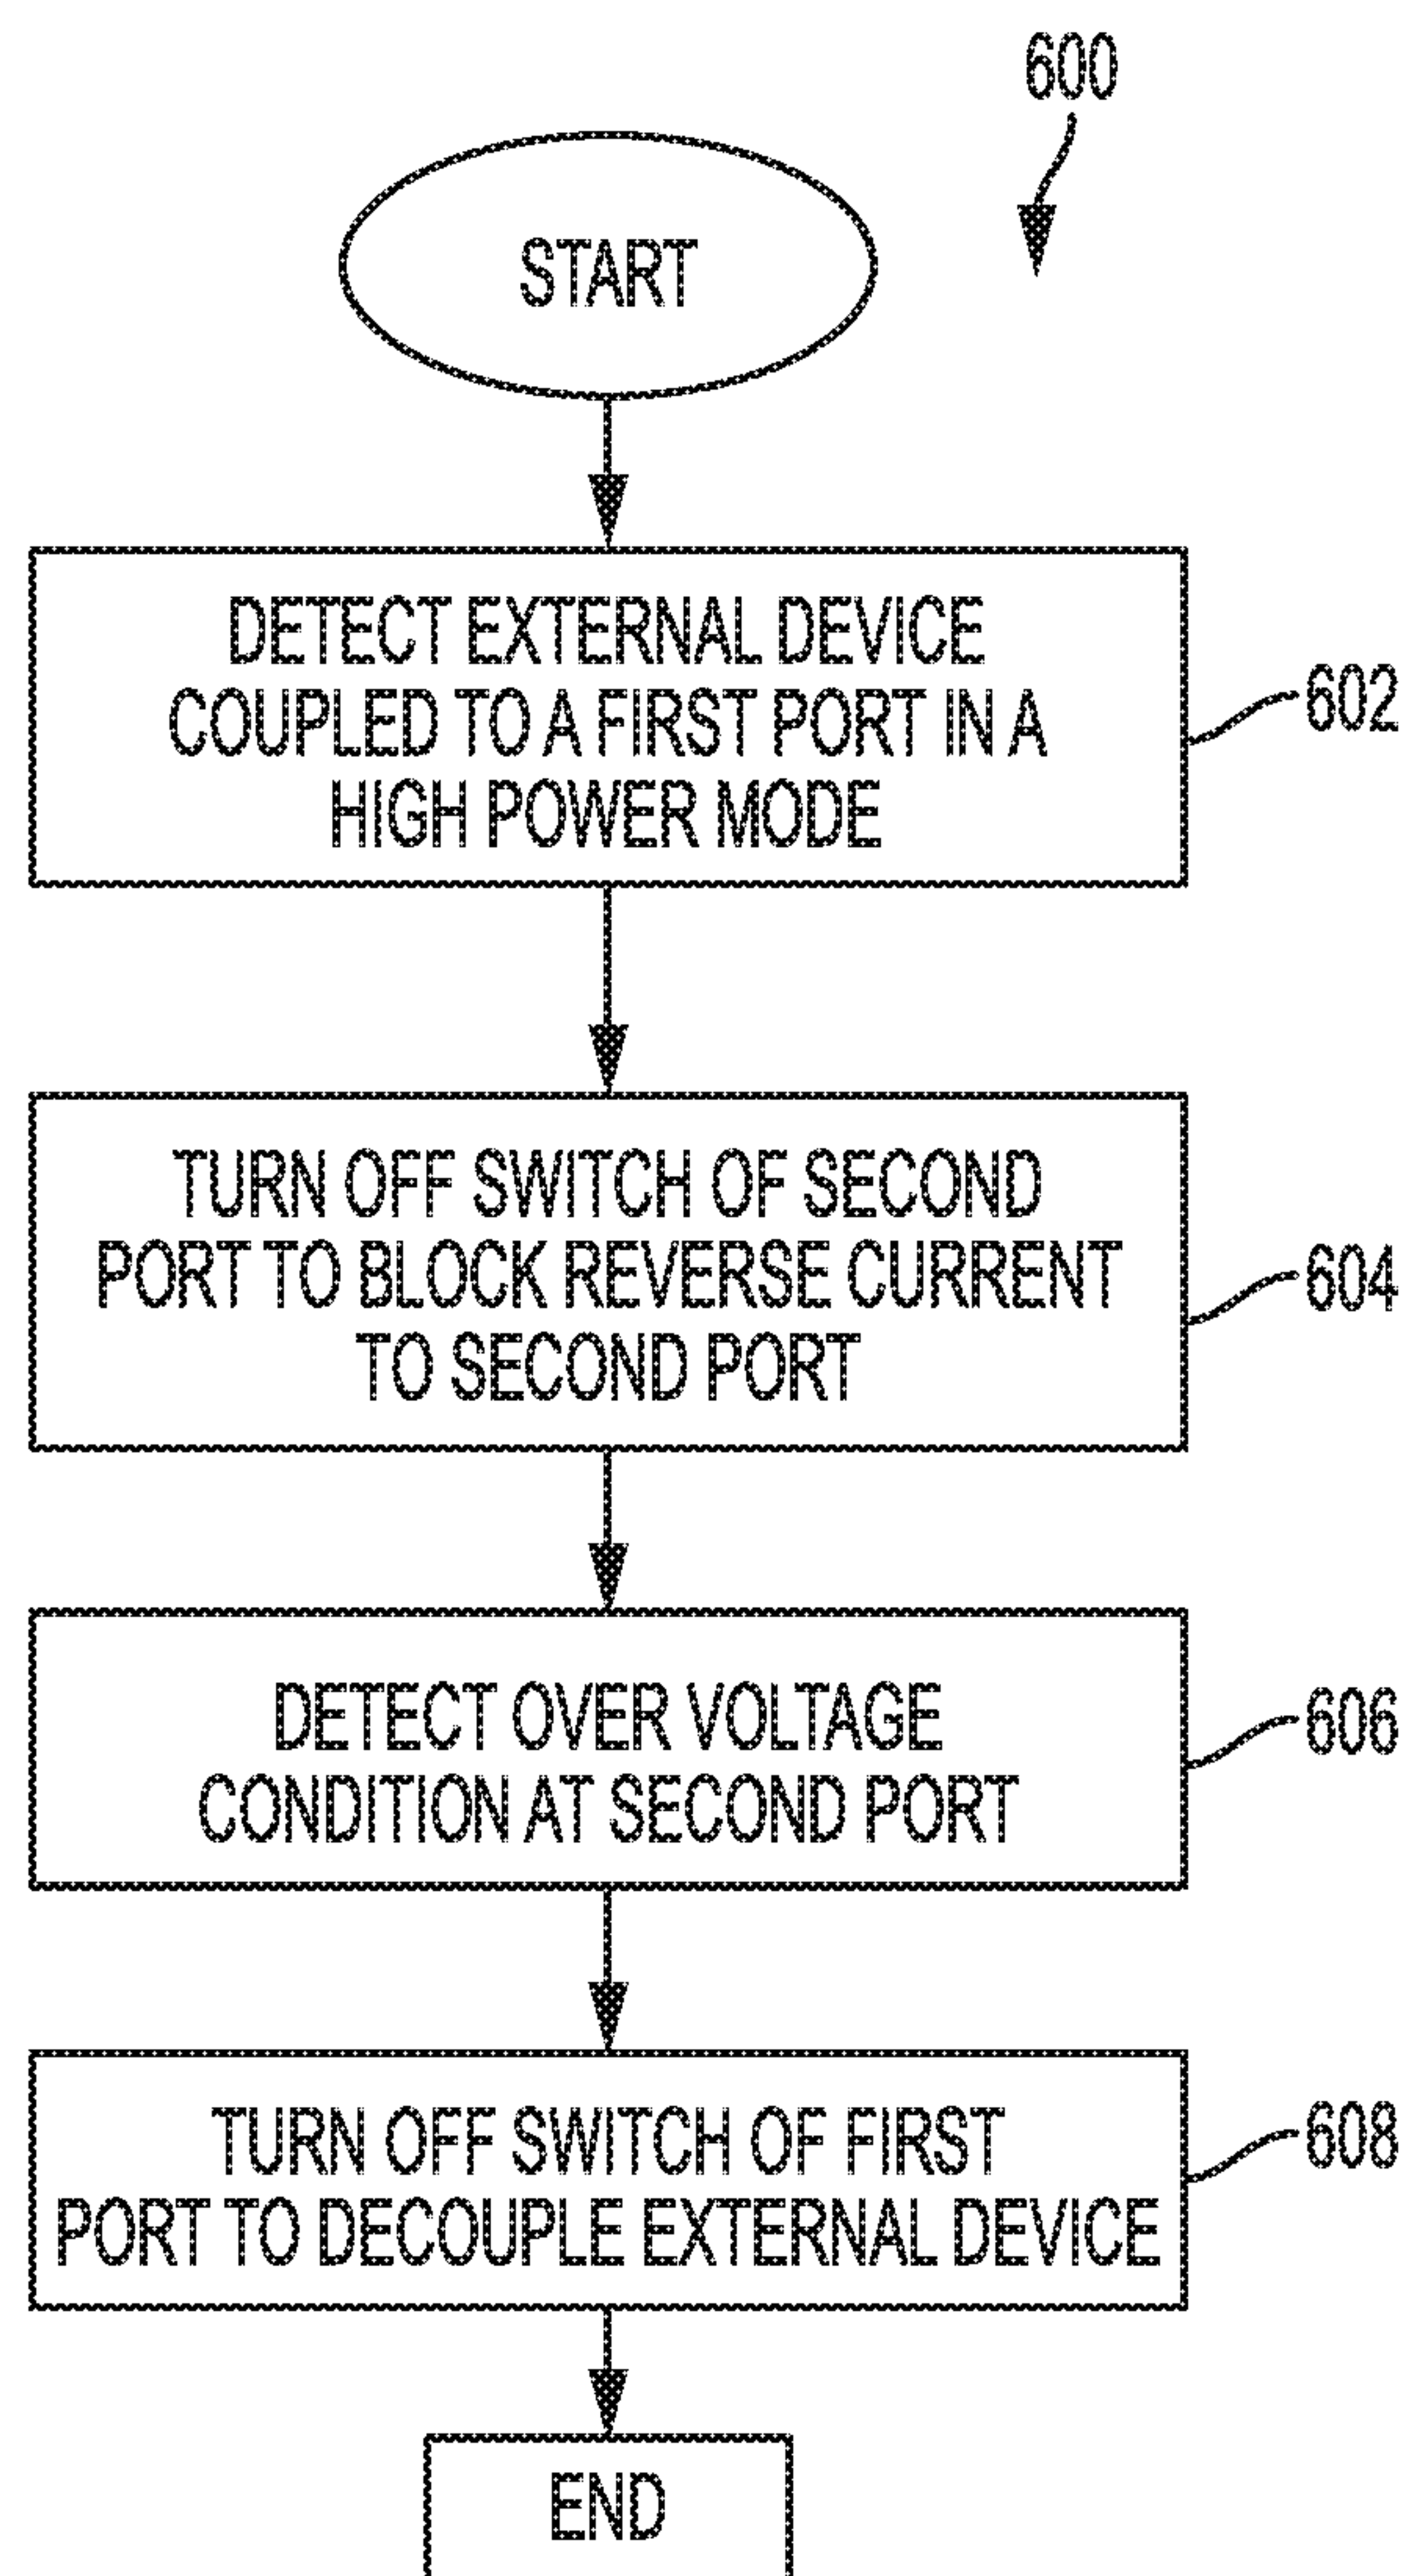 600
START
DETECT EXTERNAL DEVICE
COUPLED TO A FIRST PORT IN A
HIGH POWER MODE
602
TURN OFF SWITCH OF SECOND
PORT TO BLOCK REVERSE CURRENT
TO SECOND PORT
604
DETECT OVER VOLTAGE
CONDITION AT SECOND PORT
606
TURN OFF SWITCH OF FIRST
PORT TO DECOUPLE EXTERNAL DEVICE
608
END